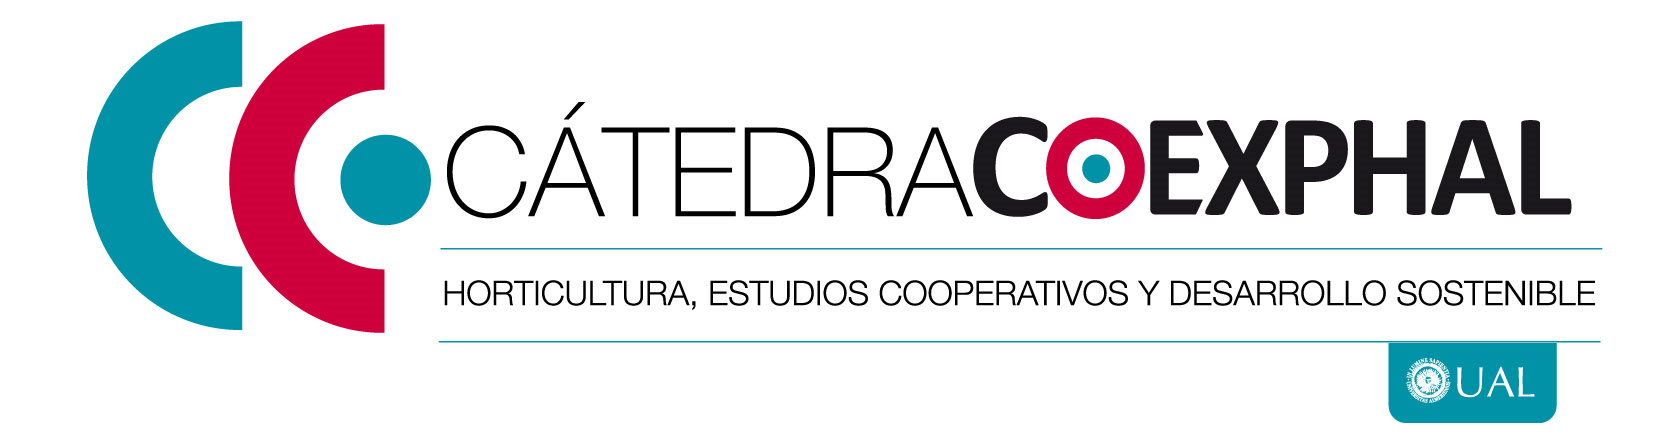 CÁTEDRACOEXPHAL
HORTICULTURA, ESTUDIOS COOPERATIVOS Y DESARROLLO SOSTENIBLE
UAL